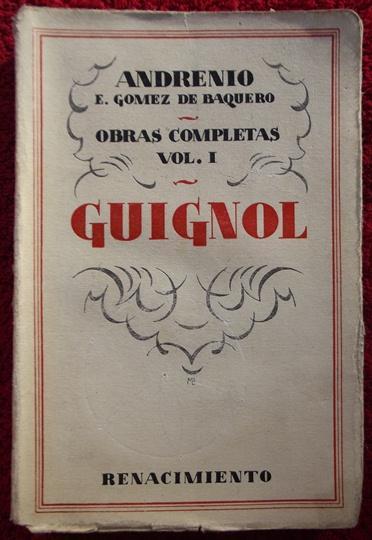 ANDRENIO
E. GOMEZ DE BAQUERO
OBRAS COMPLETAS
VOL. I
GUIGNOL
RENACIMIENTO